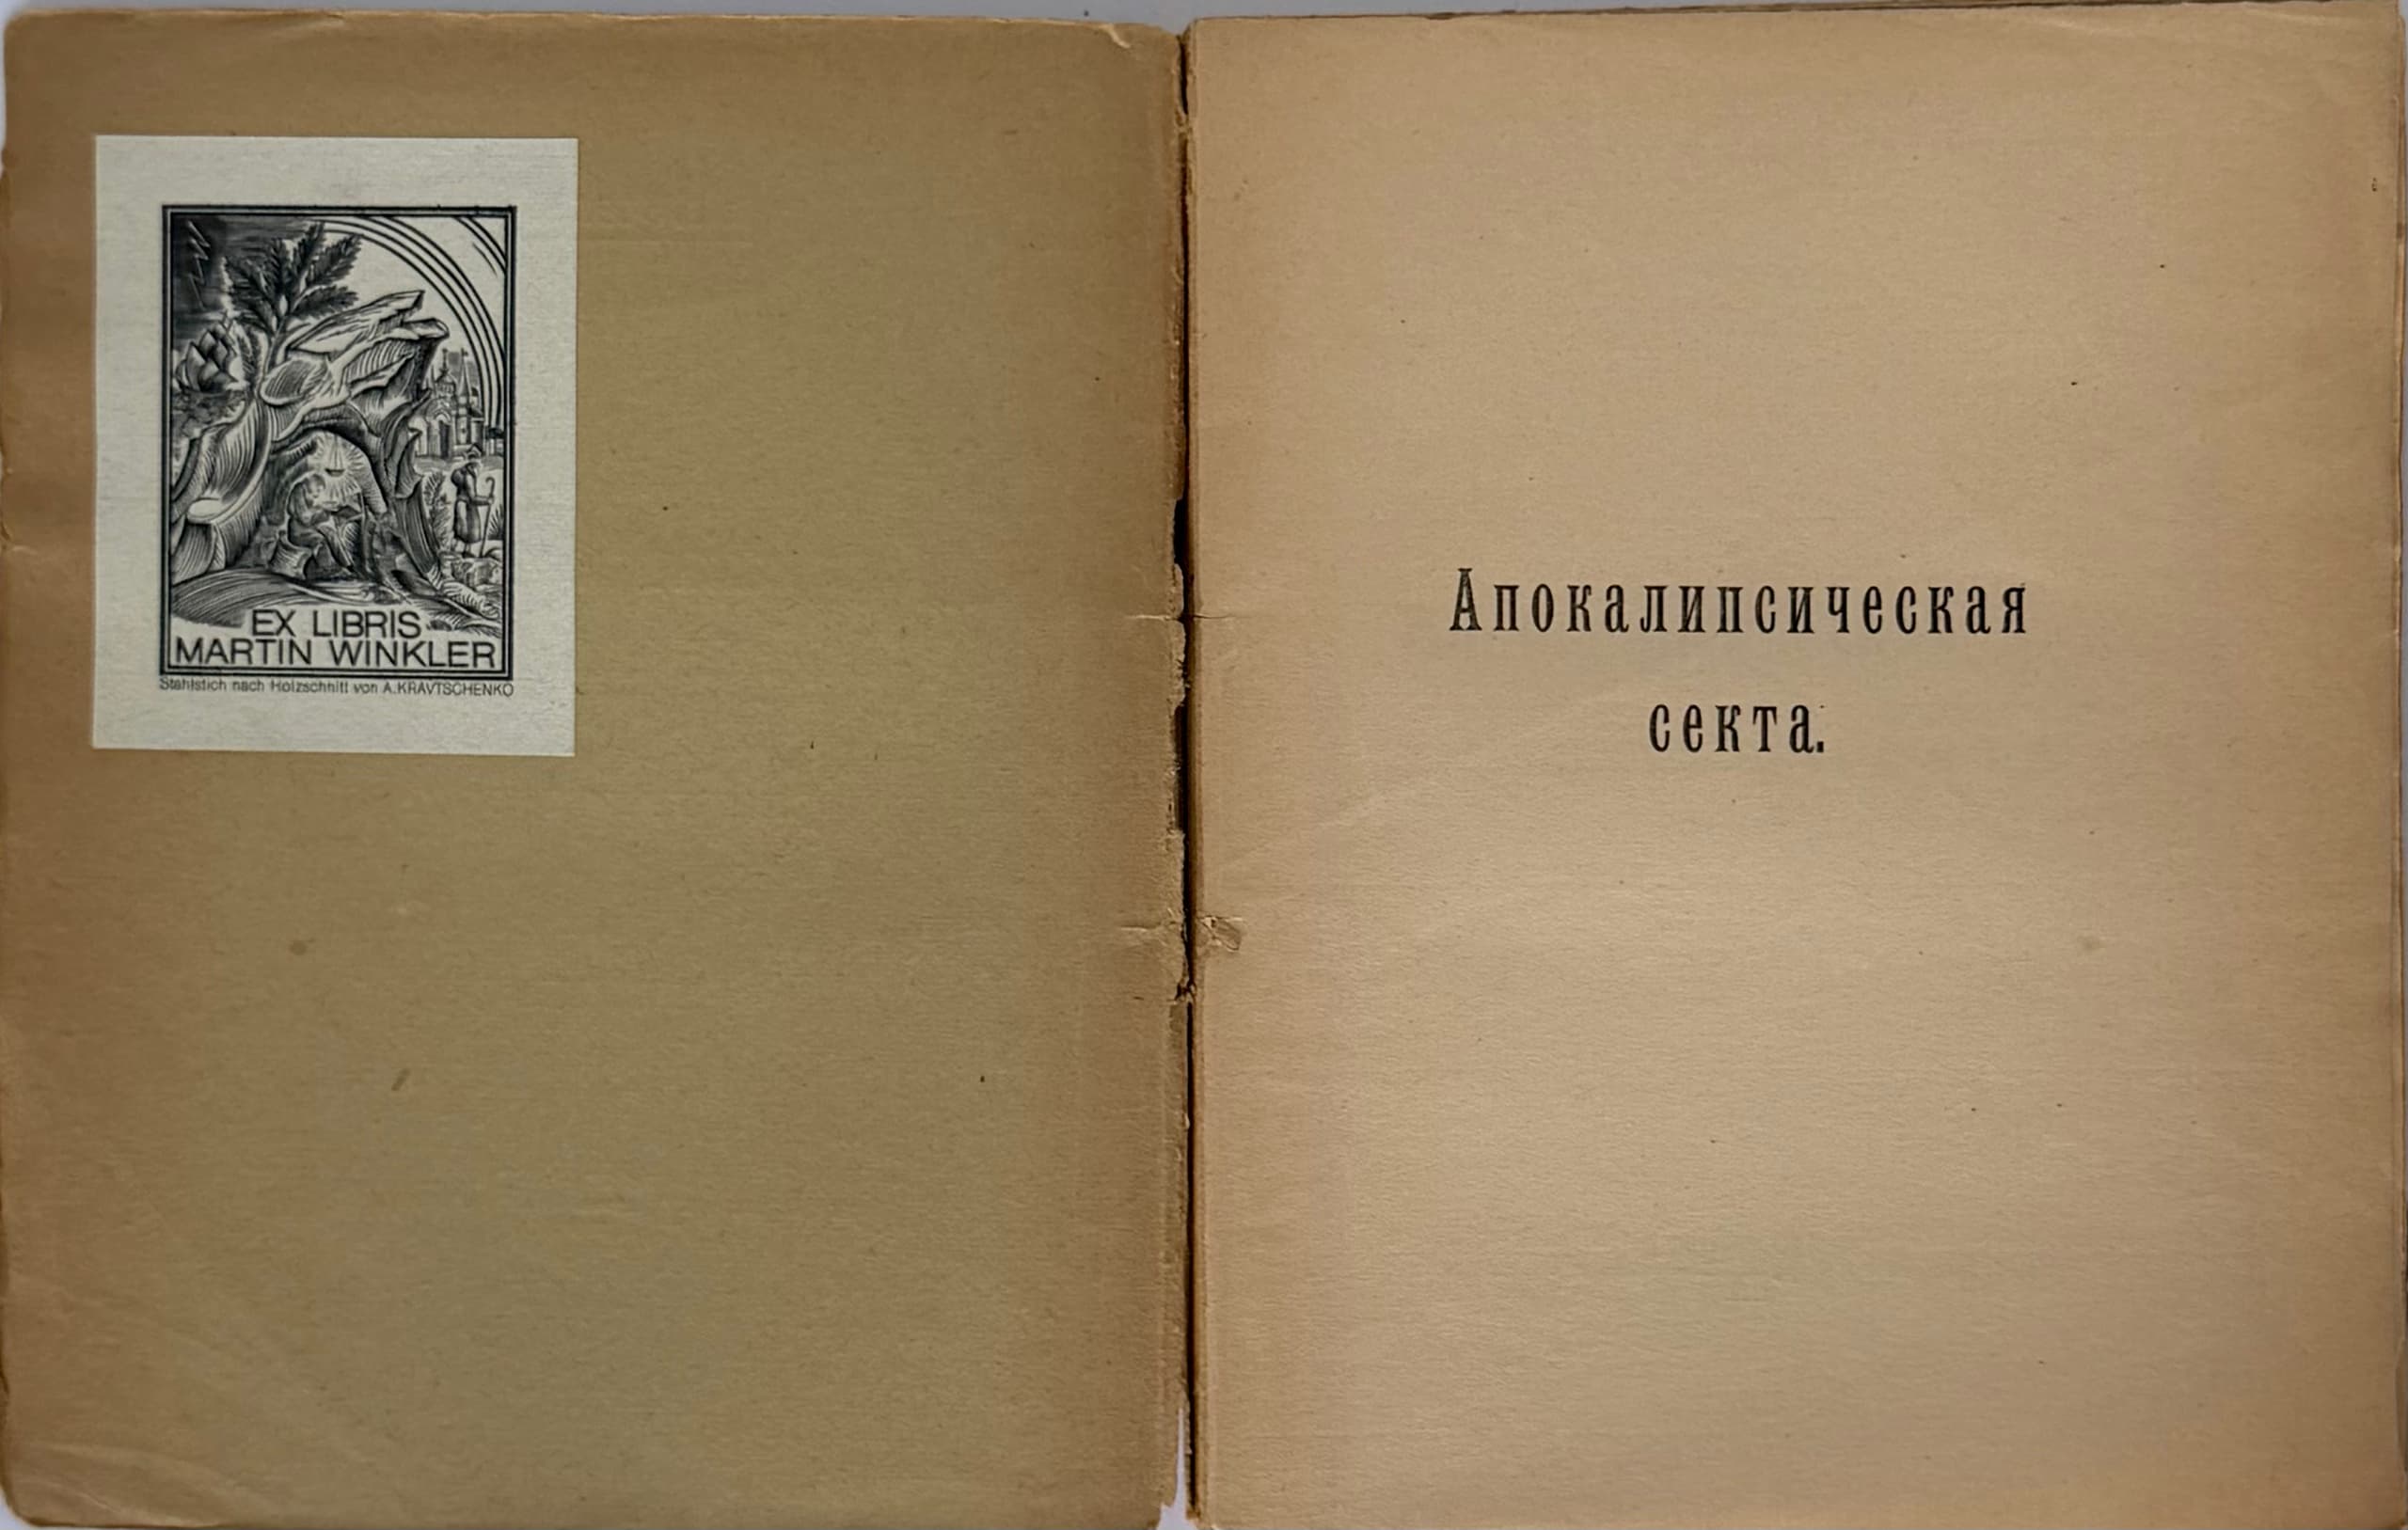 EX LIBRIS
MARTIN WINKLER
Stahlstich nach Holzschnitt von A.KRAVTSCHENKO
Апокалипсическая
секта.